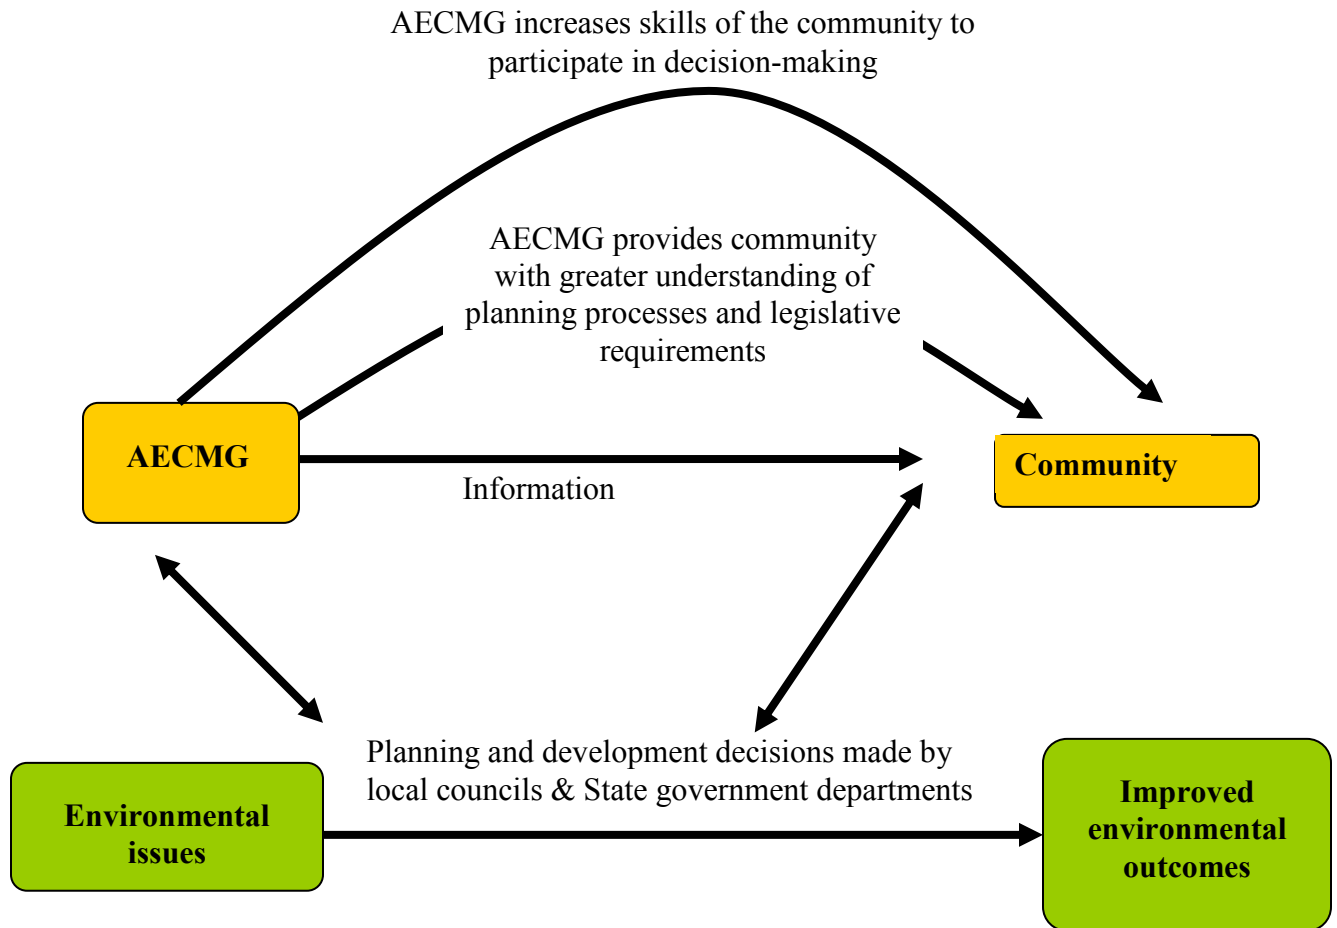 AECMG increases skills of the community to
participate in decision-making
AECMG provides community
with greater understanding of
planning processes and legislative
requirements
AECMG
Community
Information
Planning and development decisions made by
local councils & State government departments
Environmental
issues
Improved
environmental
outcomes